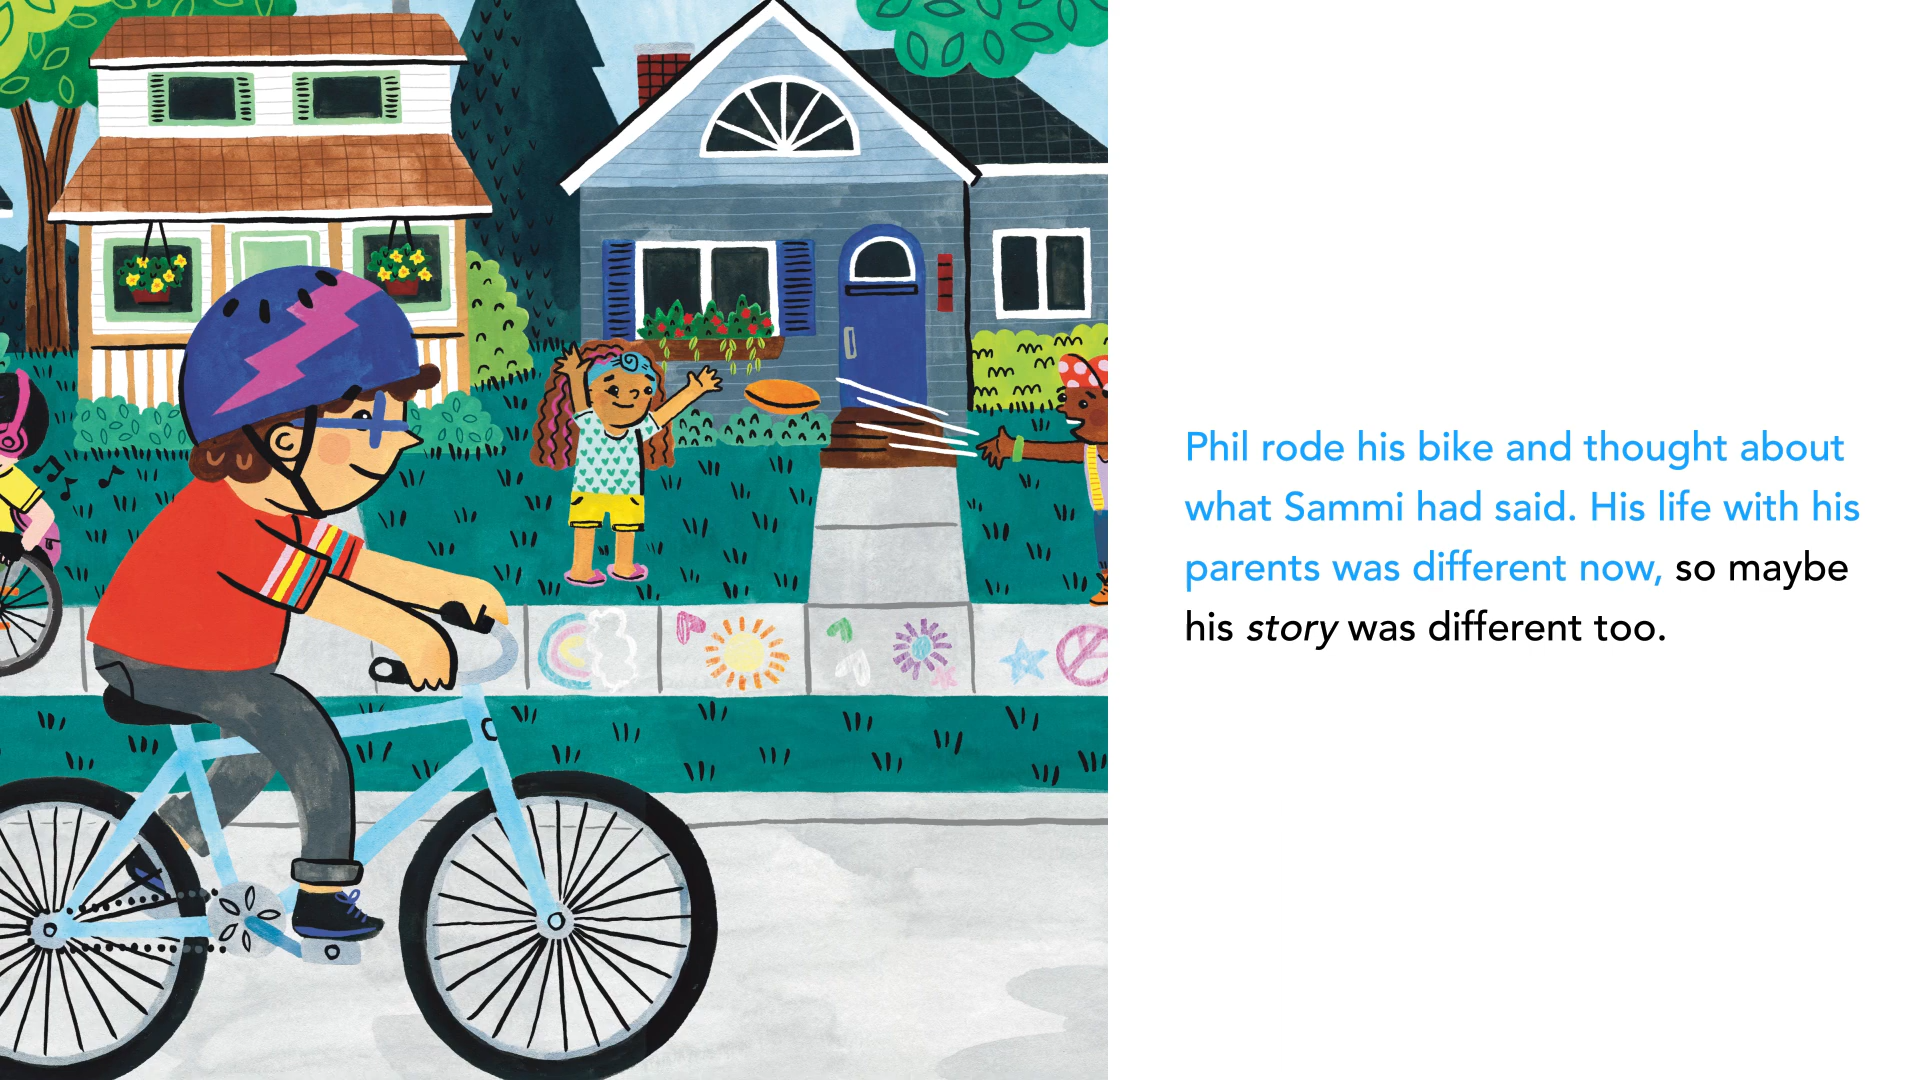 Phil rode his bike and thought about
what Sammi had said. His life with his
parents was different now, so maybe
his story was different too.